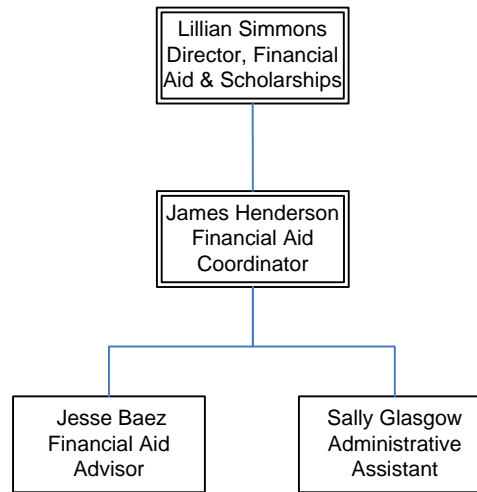 Lillian Simmons
Director, Financial
Aid & Scholarships
James Henderson
Financial Aid
Coordinator
Jesse Baez
Financial Aid
Advisor
Sally Glasgow
Administrative
Assistant